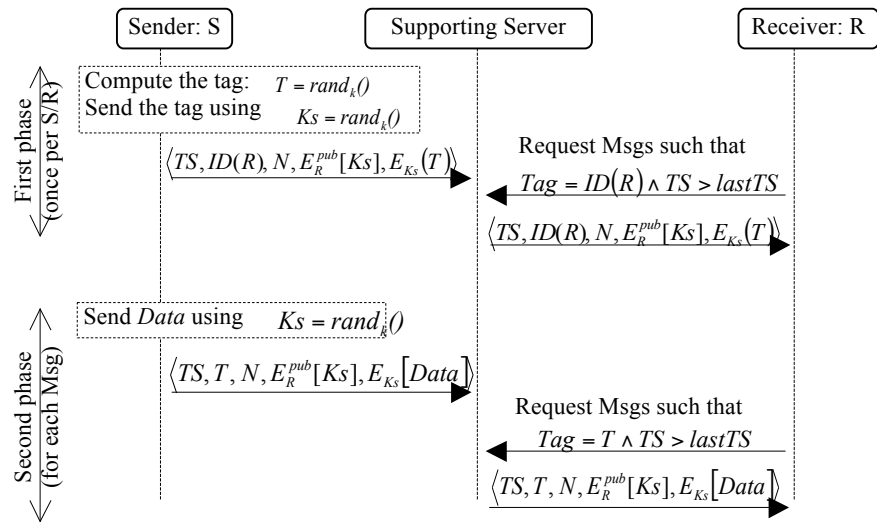 Sender: S
Supporting Server
Receiver: R
First phase
(once per S/R)
Compute the tag: T = rand_k()
Send the tag using Ks = rand_k()
⟨TS, ID(R), N, E_R^pub[Ks], E_Ks(T)⟩
Request Msgs such that
Tag = ID(R) ∧ TS > lastTS
⟨TS, ID(R), N, E_R^pub[Ks], E_Ks(T)⟩
Second phase
(for each Msg)
Send Data using Ks = rand_k()
⟨TS, T, N, E_R^pub[Ks], E_Ks[Data]⟩
Request Msgs such that
Tag = T ∧ TS > lastTS
⟨TS, T, N, E_R^pub[Ks], E_Ks[Data]⟩